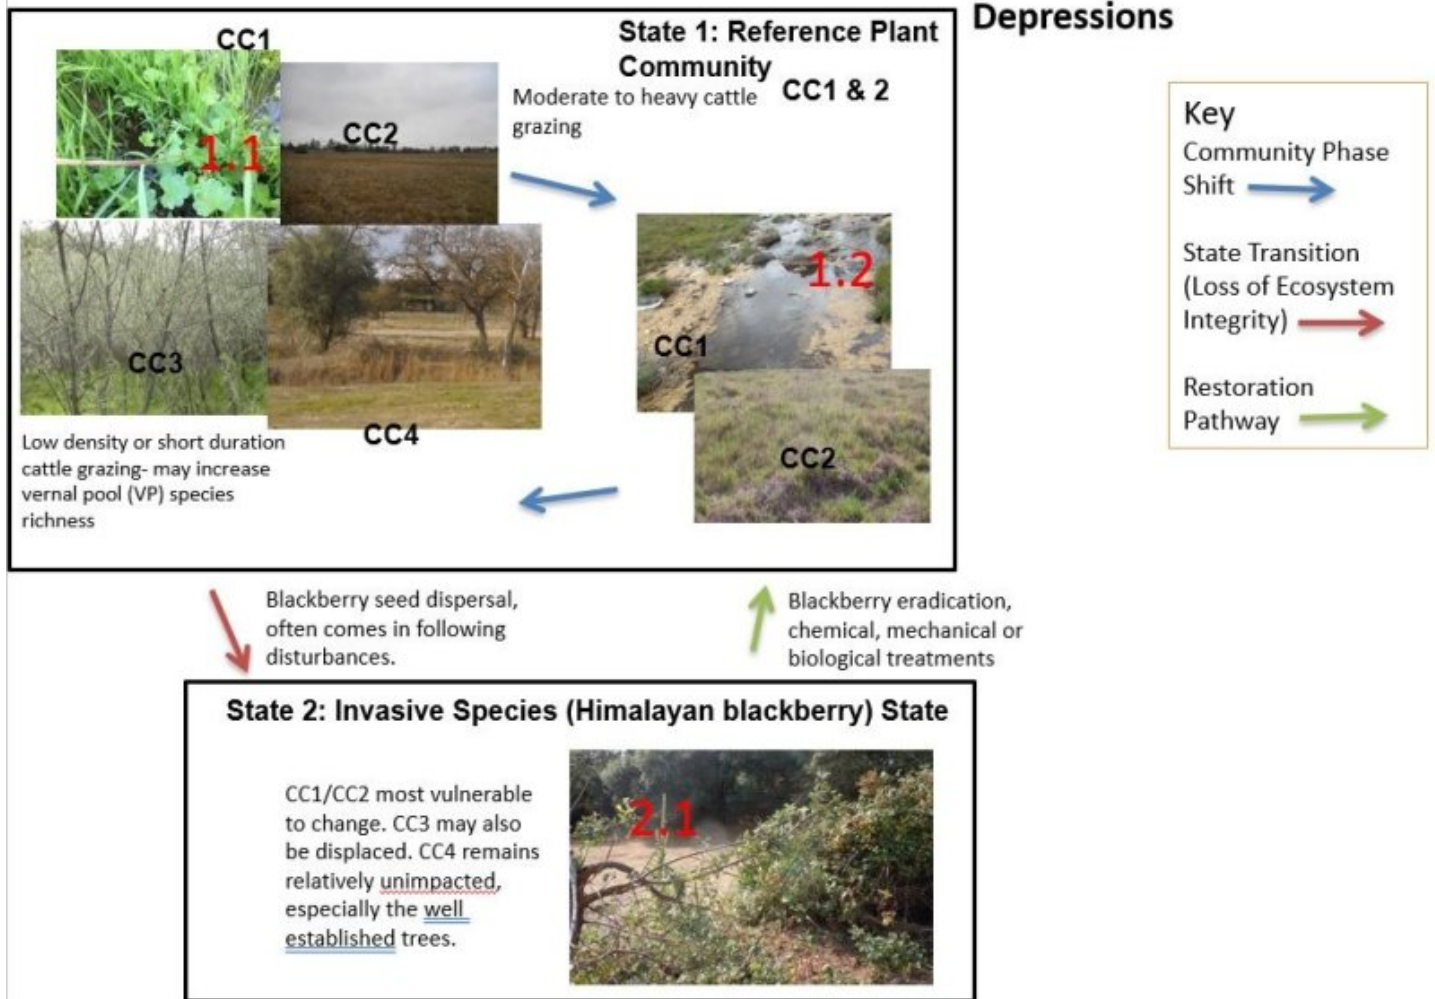 Depressions
State 1: Reference Plant
Community
CC1 & 2
CC1
1.1
CC2
CC3
CC4
Moderate to heavy cattle
grazing
1.2
CC1
CC2
Low density or short duration
cattle grazing- may increase
vernal pool (VP) species
richness
Key
Community Phase
Shift
State Transition
(Loss of Ecosystem
Integrity)
Restoration
Pathway
Blackberry seed dispersal,
often comes in following
disturbances.
Blackberry eradication,
chemical, mechanical or
biological treatments
State 2: Invasive Species (Himalayan blackberry) State
CC1/CC2 most vulnerable
to change. CC3 may also
be displaced. CC4 remains
relatively unimpacted,
especially the well
established trees.
2.1